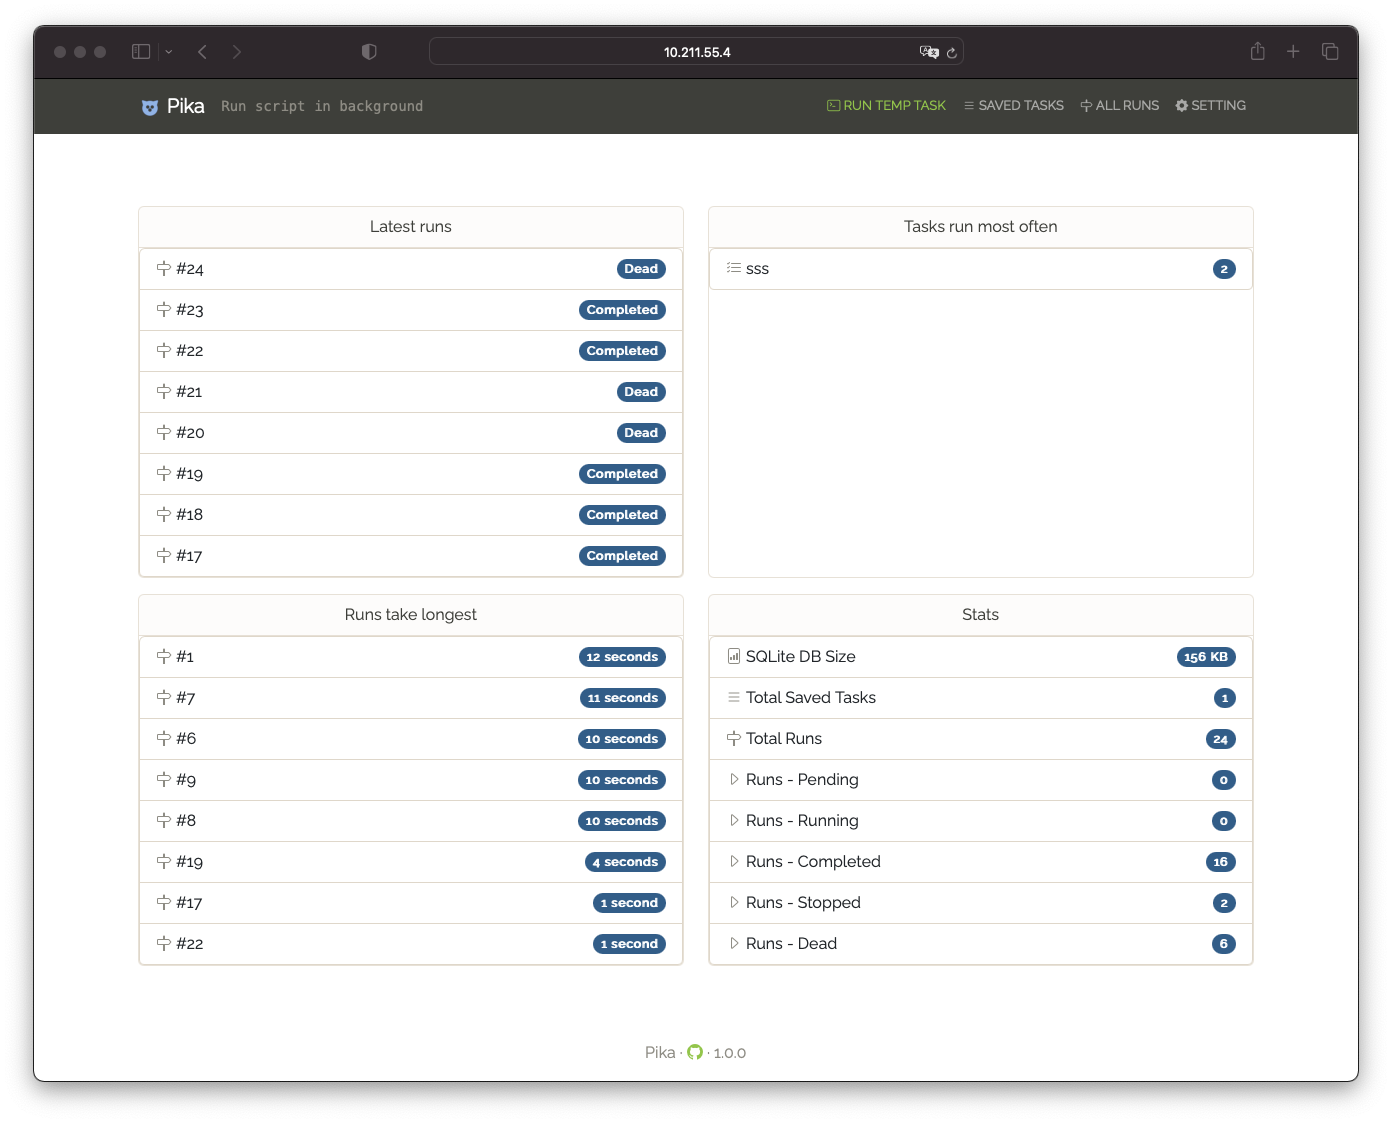 10.211.55.4
Pika Run script in background RUN TEMP TASK SAVED TASKS ALL RUNS SETTING
Latest runs
#24 Dead
#23 Completed
#22 Completed
#21 Dead
#20 Dead
#19 Completed
#18 Completed
#17 Completed
Tasks run most often
sss 2
Runs take longest
#1 12 seconds
#7 11 seconds
#6 10 seconds
#9 10 seconds
#8 10 seconds
#19 4 seconds
#17 1 second
#22 1 second
Stats
SQLite DB Size 156 KB
Total Saved Tasks 1
Total Runs 24
Runs - Pending 0
Runs - Running 0
Runs - Completed 16
Runs - Stopped 2
Runs - Dead 6
Pika · · 1.0.0